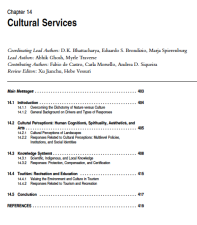 Chapter 14
Cultural Services
Coordinating Lead Authors: D.K. Bhattacharya, Eduardo S. Brondizio, Marja Spierenburg
Lead Authors: Abhik Ghosh, Myrle Traverse
Contributing Authors: Fabio de Castro, Carla Morsello, Andrea D. Siqueira
Review Editors: Xu Jianchu, Hebe Vessuri
Main Messages 403
14.1 Introduction 404
14.1.1 Overcoming the Dichotomy of Nature versus Culture
14.1.2 General Background on Drivers and Types of Responses
14.2 Cultural Perceptions: Human Cognitions, Spirituality, Aesthetics, and
Arts 405
14.2.1 Cultural Perceptions of Landscapes
14.2.2 Responses Related to Cultural Perceptions: Multilevel Policies,
Institutions, and Social Identities
14.3 Knowledge Systems 408
14.3.1 Scientific, Indigenous, and Local Knowledge
14.3.2 Responses: Protection, Compensation, and Certification
14.4 Tourism: Recreation and Education 415
14.4.1 Valuing the Environment and Culture in Tourism
14.4.2 Responses Related to Tourism and Recreation
14.5 Conclusion 417
REFERENCES 418